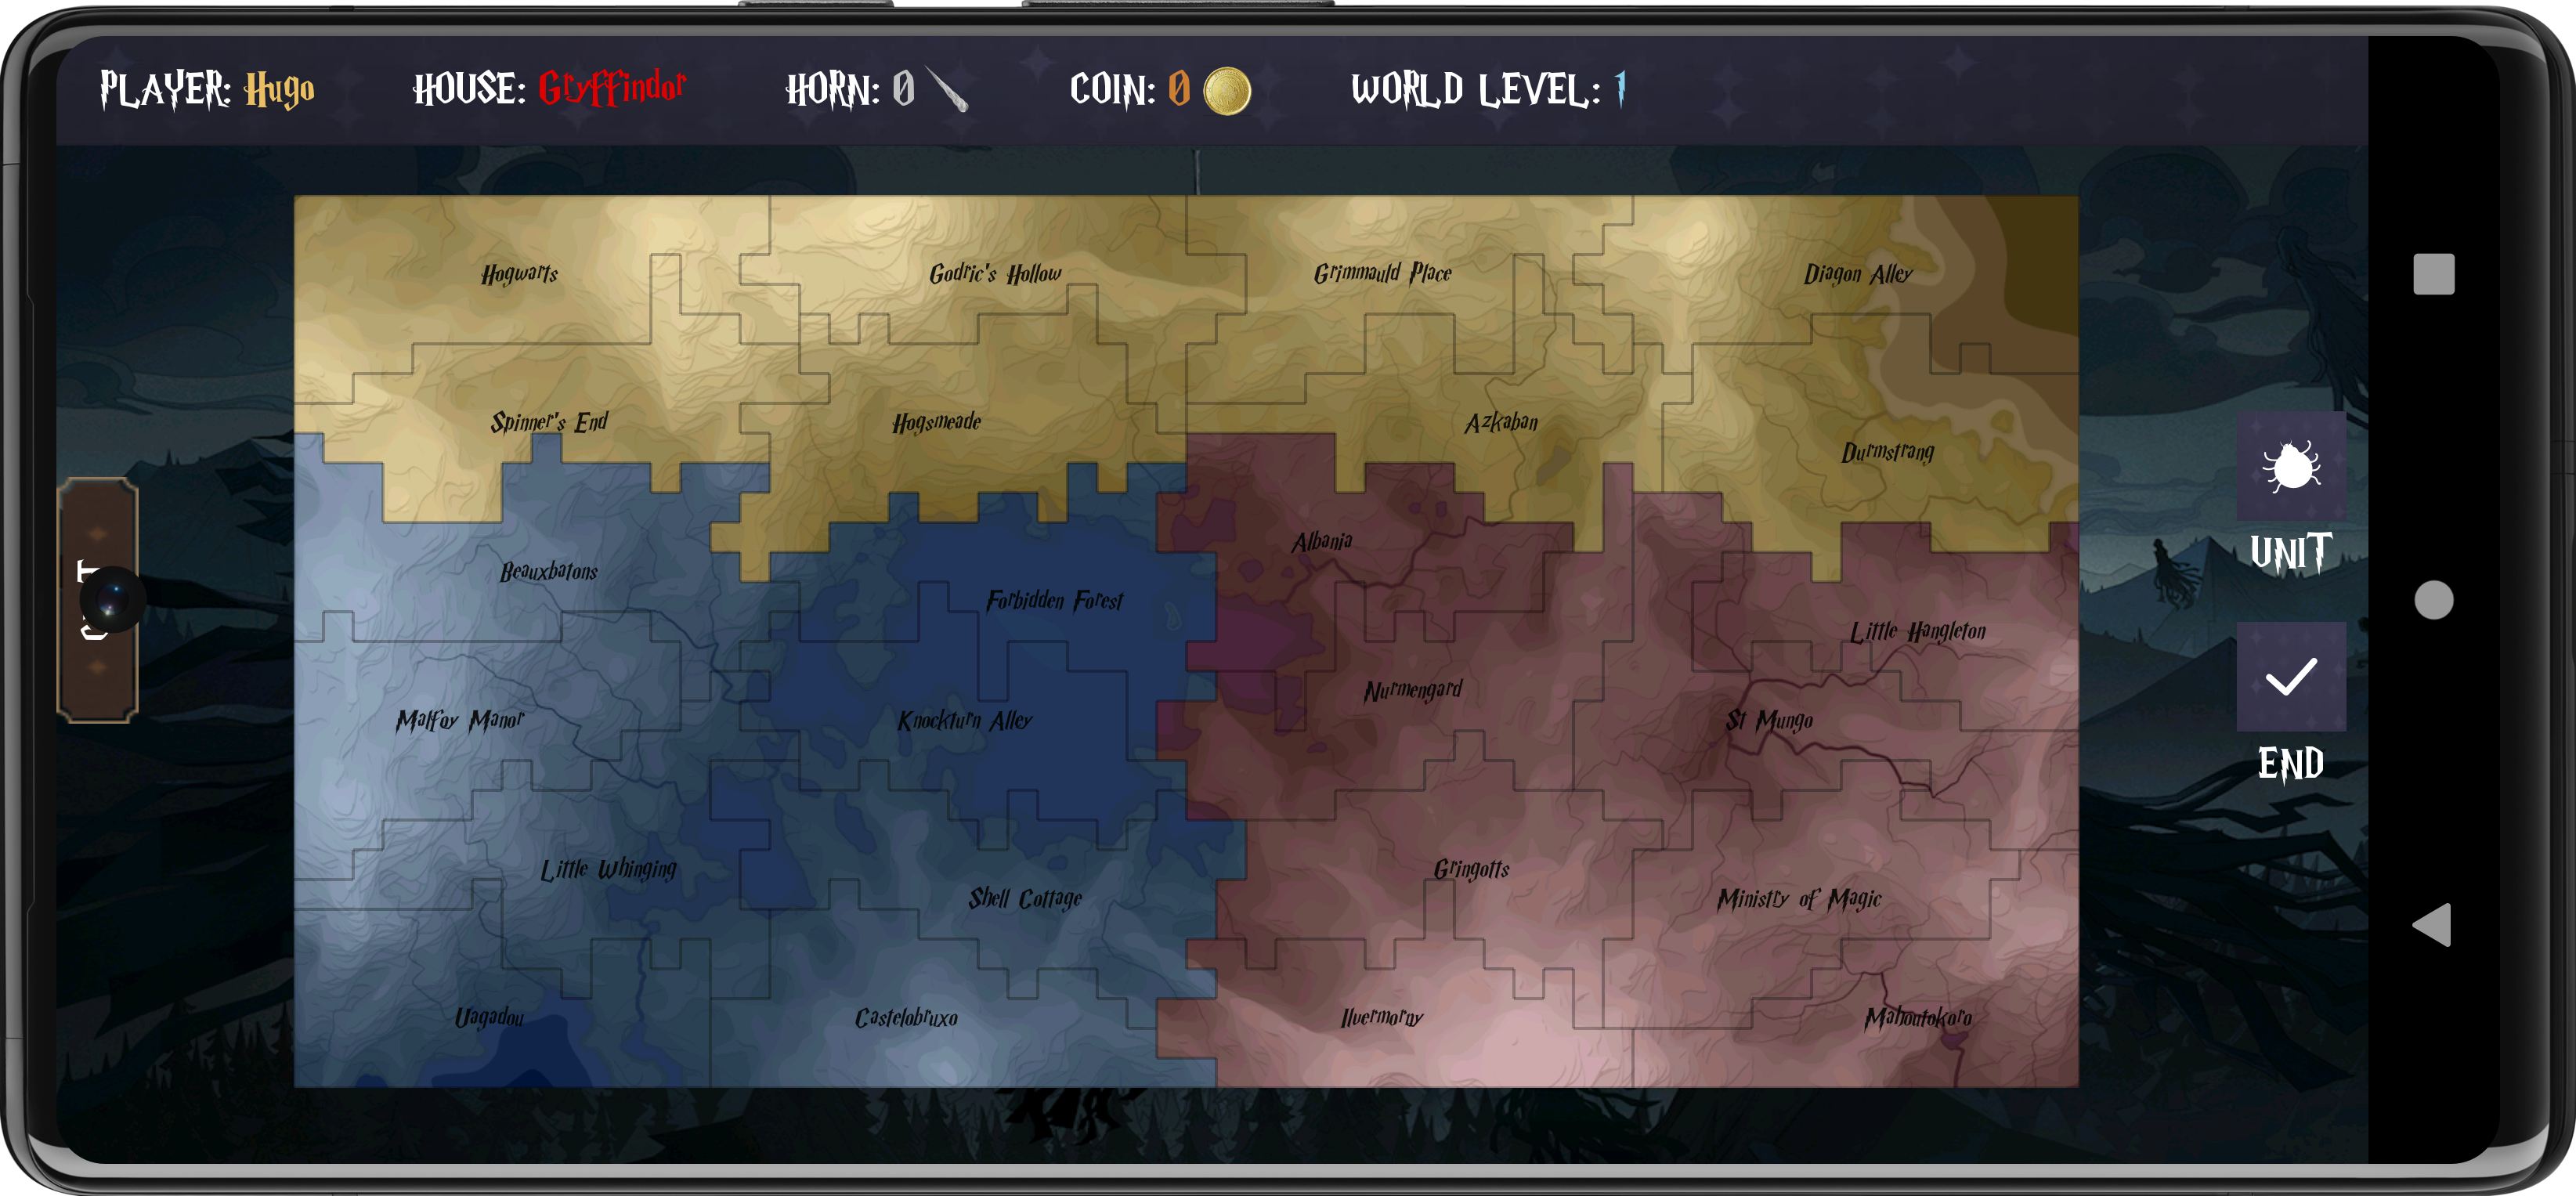 PLAYER: Hugo HOUSE: Gryffindor HORN: 0 COIN: 0 WORLD LEVEL: 1
Hogwarts Godric's Hollow Grimmauld Place Diagon Alley
Spinner's End Hogsmeade Azkaban
Durmstrang
Albania
Beauxbatons
UNIT
Forbidden Forest
Little Hangleton
Nurmengard
Malfoy Manor Knockturn Alley St Mungo
END
Little Whinging Gringotts
Shell Cottage Ministry of Magic
Uagadou Castelobruxo Ilvermorny Mahoutokoro